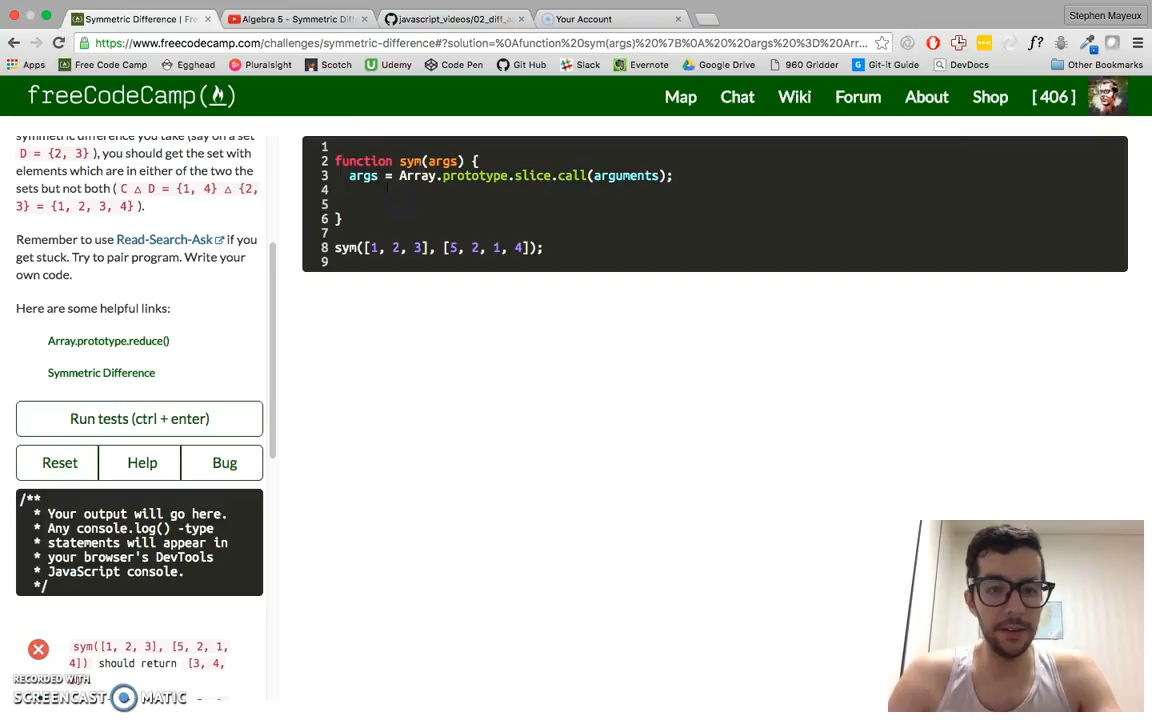 Symmetric Difference | Fre
Algebra 5 - Symmetric Dif
javascript_videos/02_diff_a
Your Account
Stephen Mayeux
https://www.freecodecamp.com/challenges/symmetric-difference#?solution=%0Afunction%20sym(args)%20%7B%0A%20%20args%20%3D%20Arr...
Apps
Free Code Camp
Egghead
Pluralsight
Scotch
Udemy
Code Pen
Git Hub
Slack
Evernote
Google Drive
960 Gridder
Git-it Guide
DevDocs
Other Bookmarks
freeCodeCamp
Map
Chat
Wiki
Forum
About
Shop
[ 406 ]
symmetric difference you take (say on a set
D = {2, 3} ), you should get the set with
elements which are in either of the two the
sets but not both ( C △ D = {1, 4} △ {2,
3} = {1, 2, 3, 4} ).
Remember to use Read-Search-Ask if you
get stuck. Try to pair program. Write your
own code.
Here are some helpful links:
Array.prototype.reduce()
Symmetric Difference
Run tests (ctrl + enter)
Reset
Help
Bug
/**
* Your output will go here.
* Any console.log() -type
* statements will appear in
* your browser's DevTools
* JavaScript console.
*/
sym([1, 2, 3], [5, 2, 1,
4]) should return [3, 4,
1
2 function sym(args) {
3 args = Array.prototype.slice.call(arguments);
4
5
6 }
7
8 sym([1, 2, 3], [5, 2, 1, 4]);
9
RECORDED WITH
SCREENCAST MATIC